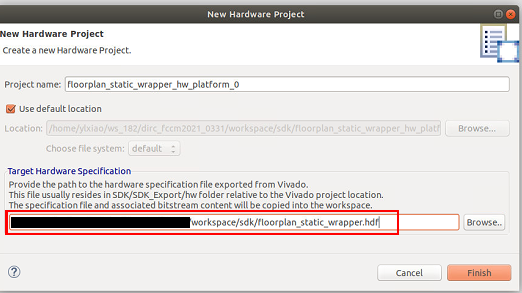 New Hardware Project
New Hardware Project
Create a new Hardware Project.
Project name: floorplan_static_wrapper_hw_platform_0
Use default location
Location: /home/yixiao/ws_182/dirc_fccm2021_0331/workspace/sdk/floorplan_static_wrapper_hw_platf Browse...
Choose file system: default
Target Hardware Specification
Provide the path to the hardware specification file exported from Vivado.
This file usually resides in SDK/SDK_Export/hw folder relative to the Vivado project location.
The specification file and associated bitstream content will be copied into the workspace.
workspace/sdk/floorplan_static_wrapper.hdf Browse..
? Cancel Finish